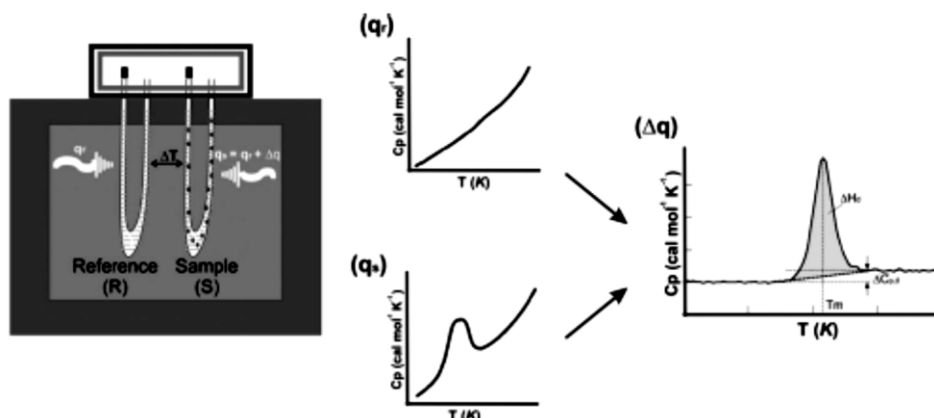 qᵣ
ΔT
qₛ = qᵣ + Δq
Reference
(R)
Sample
(S)
(qᵣ)
Cp (cal mol⁻¹ K⁻¹)
T (K)
(qₛ)
Cp (cal mol⁻¹ K⁻¹)
T (K)
(Δq)
Cp (cal mol⁻¹ K⁻¹)
ΔHc
Tm
T (K)